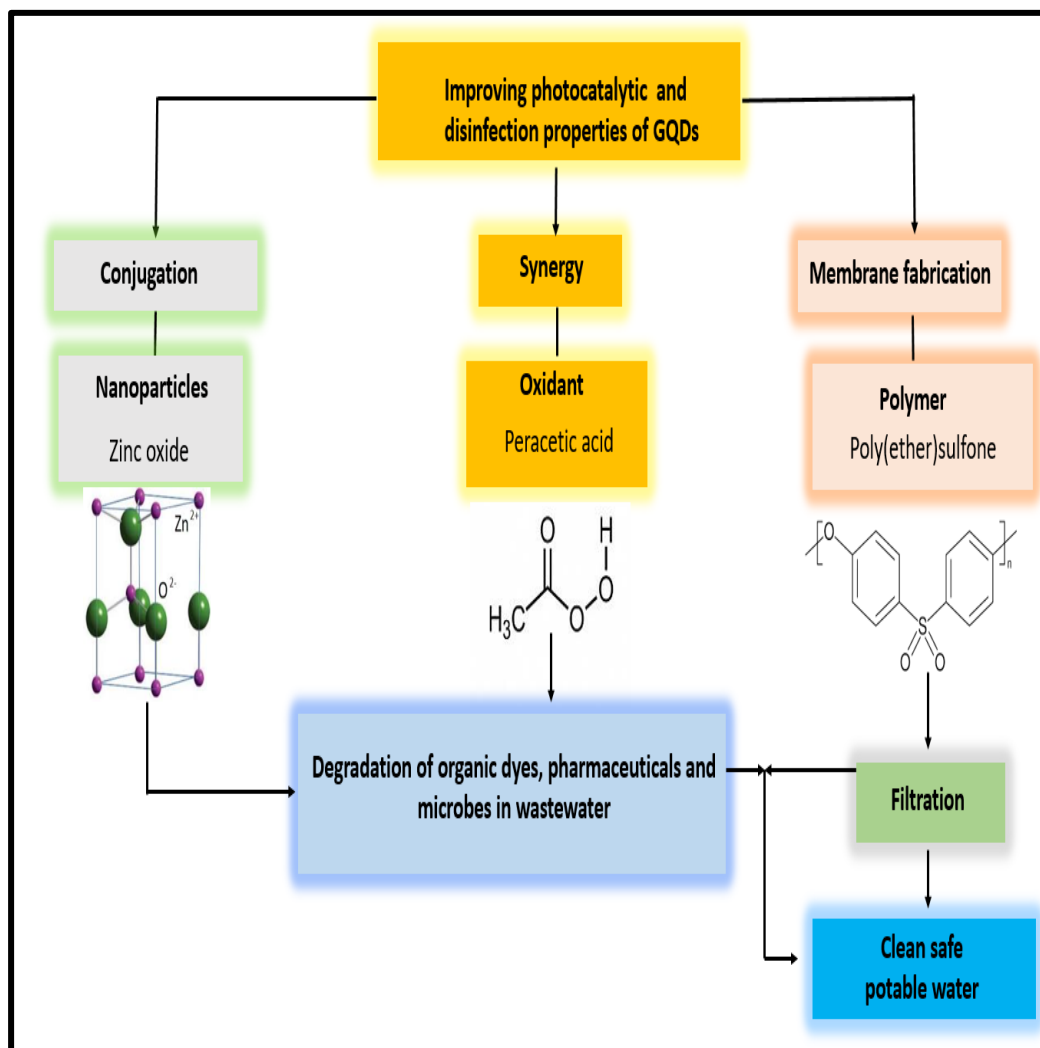 Improving photocatalytic and
disinfection properties of GQDs
Conjugation
Synergy
Membrane fabrication
Nanoparticles
Zinc oxide
Oxidant
Peracetic acid
Polymer
Poly(ether)sulfone
Zn2+
O2-
O
H
O
O
H3C
O
n
S
O
O
Degradation of organic dyes, pharmaceuticals and
microbes in wastewater
Filtration
Clean safe
potable water